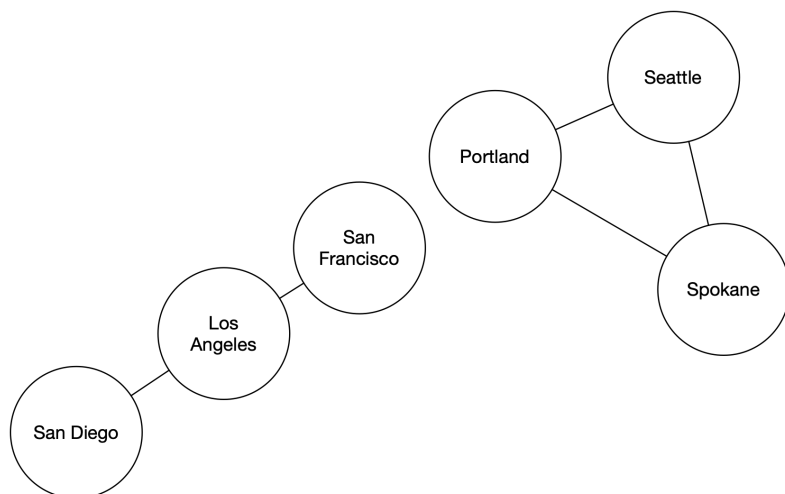 Seattle
Portland
San
Francisco
Spokane
Los
Angeles
San Diego